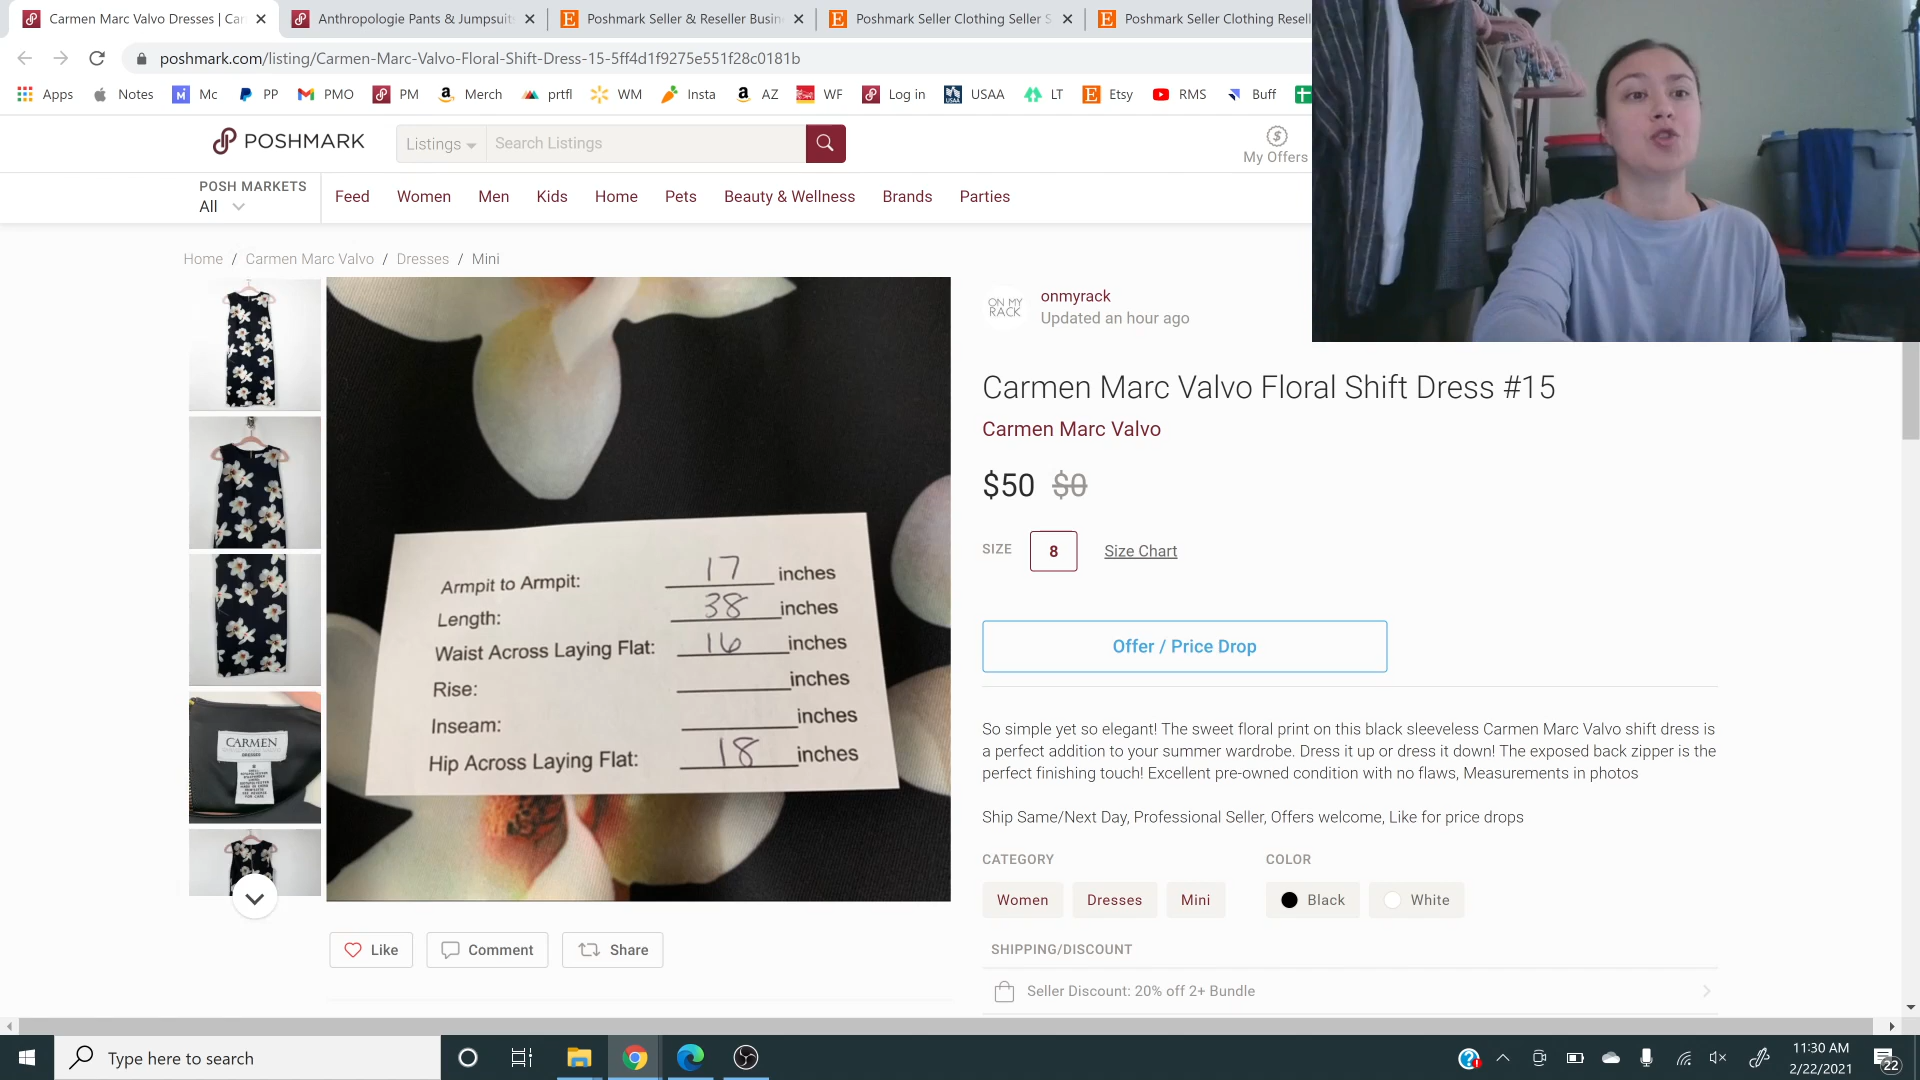 Carmen Marc Valvo Dresses | Car
Anthropologie Pants & Jumpsuit
Poshmark Seller & Reseller Busin
Poshmark Seller Clothing Seller S
Poshmark Seller Clothing Resell
poshmark.com/listing/Carmen-Marc-Valvo-Floral-Shift-Dress-15-5ff4d1f9275e551f28c0181b
Apps Notes Mc PP PMO PM Merch prtfl WM Insta AZ WF Log in USAA LT Etsy RMS Buff
POSHMARK
Listings
Search Listings
My Offers
POSH MARKETS
All
Feed Women Men Kids Home Pets Beauty & Wellness Brands Parties
Home / Carmen Marc Valvo / Dresses / Mini
CARMEN
Armpit to Armpit: 17 inches
Length: 38 inches
Waist Across Laying Flat: 16 inches
Rise: inches
Inseam: inches
Hip Across Laying Flat: 18 inches
ON MY
RACK
onmyrack
Updated an hour ago
Carmen Marc Valvo Floral Shift Dress #15
Carmen Marc Valvo
$50 $0
SIZE 8 Size Chart
Offer / Price Drop
So simple yet so elegant! The sweet floral print on this black sleeveless Carmen Marc Valvo shift dress is
a perfect addition to your summer wardrobe. Dress it up or dress it down! The exposed back zipper is the
perfect finishing touch! Excellent pre-owned condition with no flaws, Measurements in photos
Ship Same/Next Day, Professional Seller, Offers welcome, Like for price drops
CATEGORY
Women Dresses Mini
COLOR
Black White
SHIPPING/DISCOUNT
Seller Discount: 20% off 2+ Bundle
Like Comment Share
Type here to search
11:30 AM
2/22/2021
22